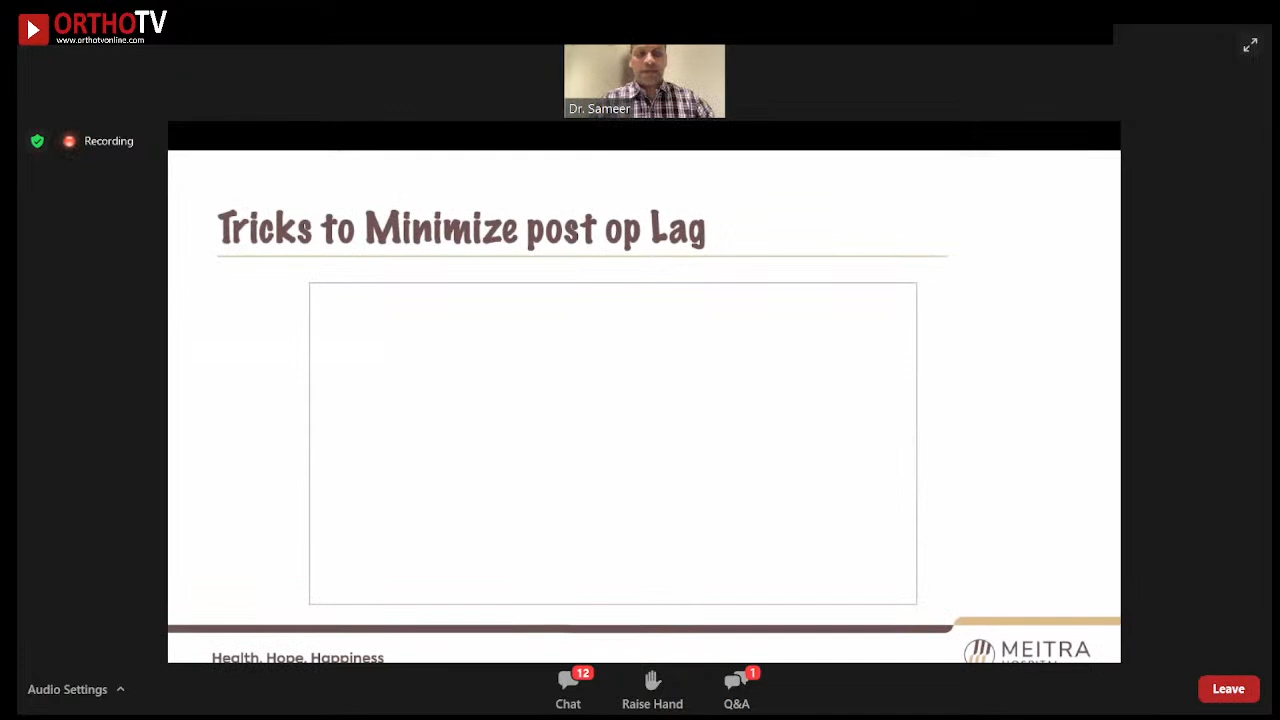 ORTHOTV
www.orthotvonline.com
Dr. Sameer
Recording
Tricks to Minimize post op Lag
Health, Hope, Happiness
MEITRA
HOSPITAL
Audio Settings
12
Chat
Raise Hand
1
Q&A
Leave